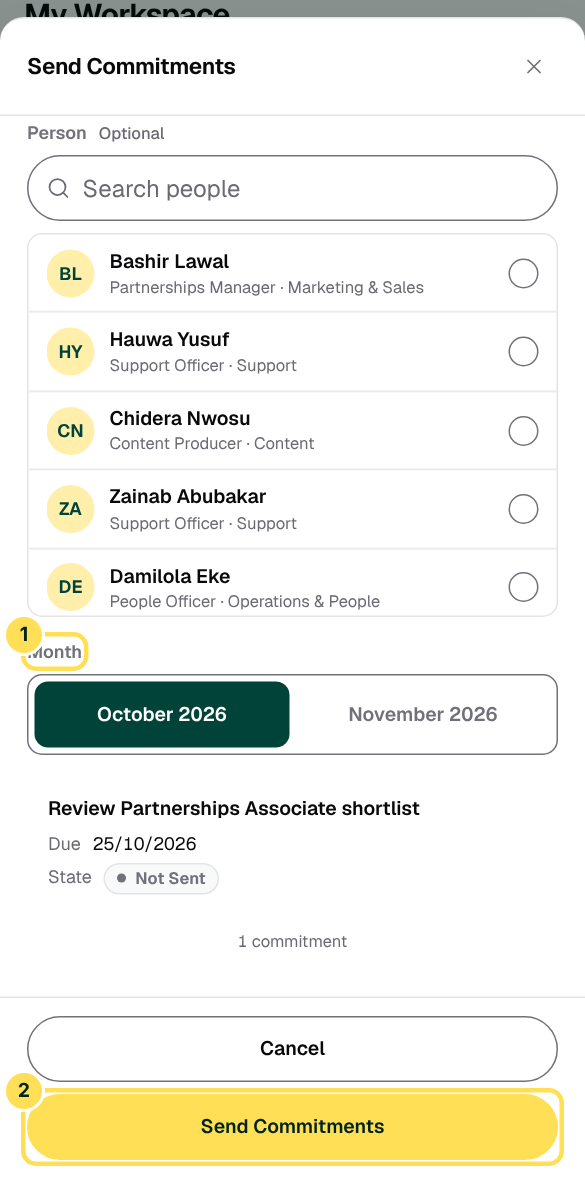 My Workspace
Send Commitments
Person Optional
Search people
BL
Bashir Lawal
Partnerships Manager · Marketing & Sales
HY
Hauwa Yusuf
Support Officer · Support
CN
Chidera Nwosu
Content Producer · Content
ZA
Zainab Abubakar
Support Officer · Support
DE
Damilola Eke
People Officer · Operations & People
1
Month
October 2026 November 2026
Review Partnerships Associate shortlist
Due 25/10/2026
State Not Sent
1 commitment
Cancel
2
Send Commitments